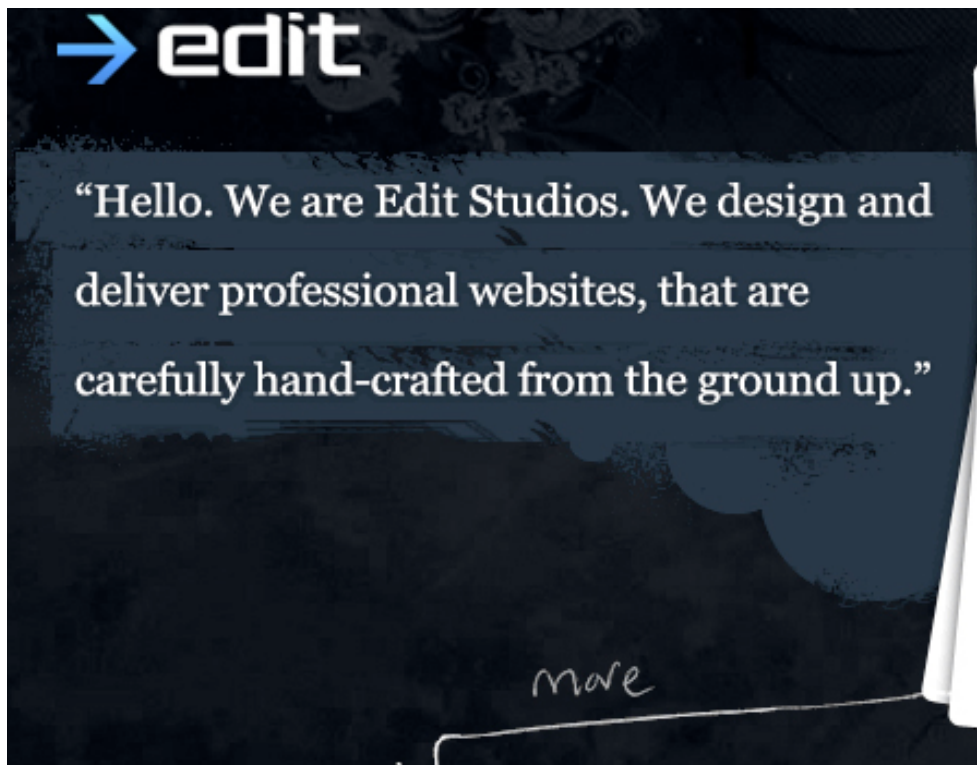 edit
“Hello. We are Edit Studios. We design and
deliver professional websites, that are
carefully hand-crafted from the ground up.”
more